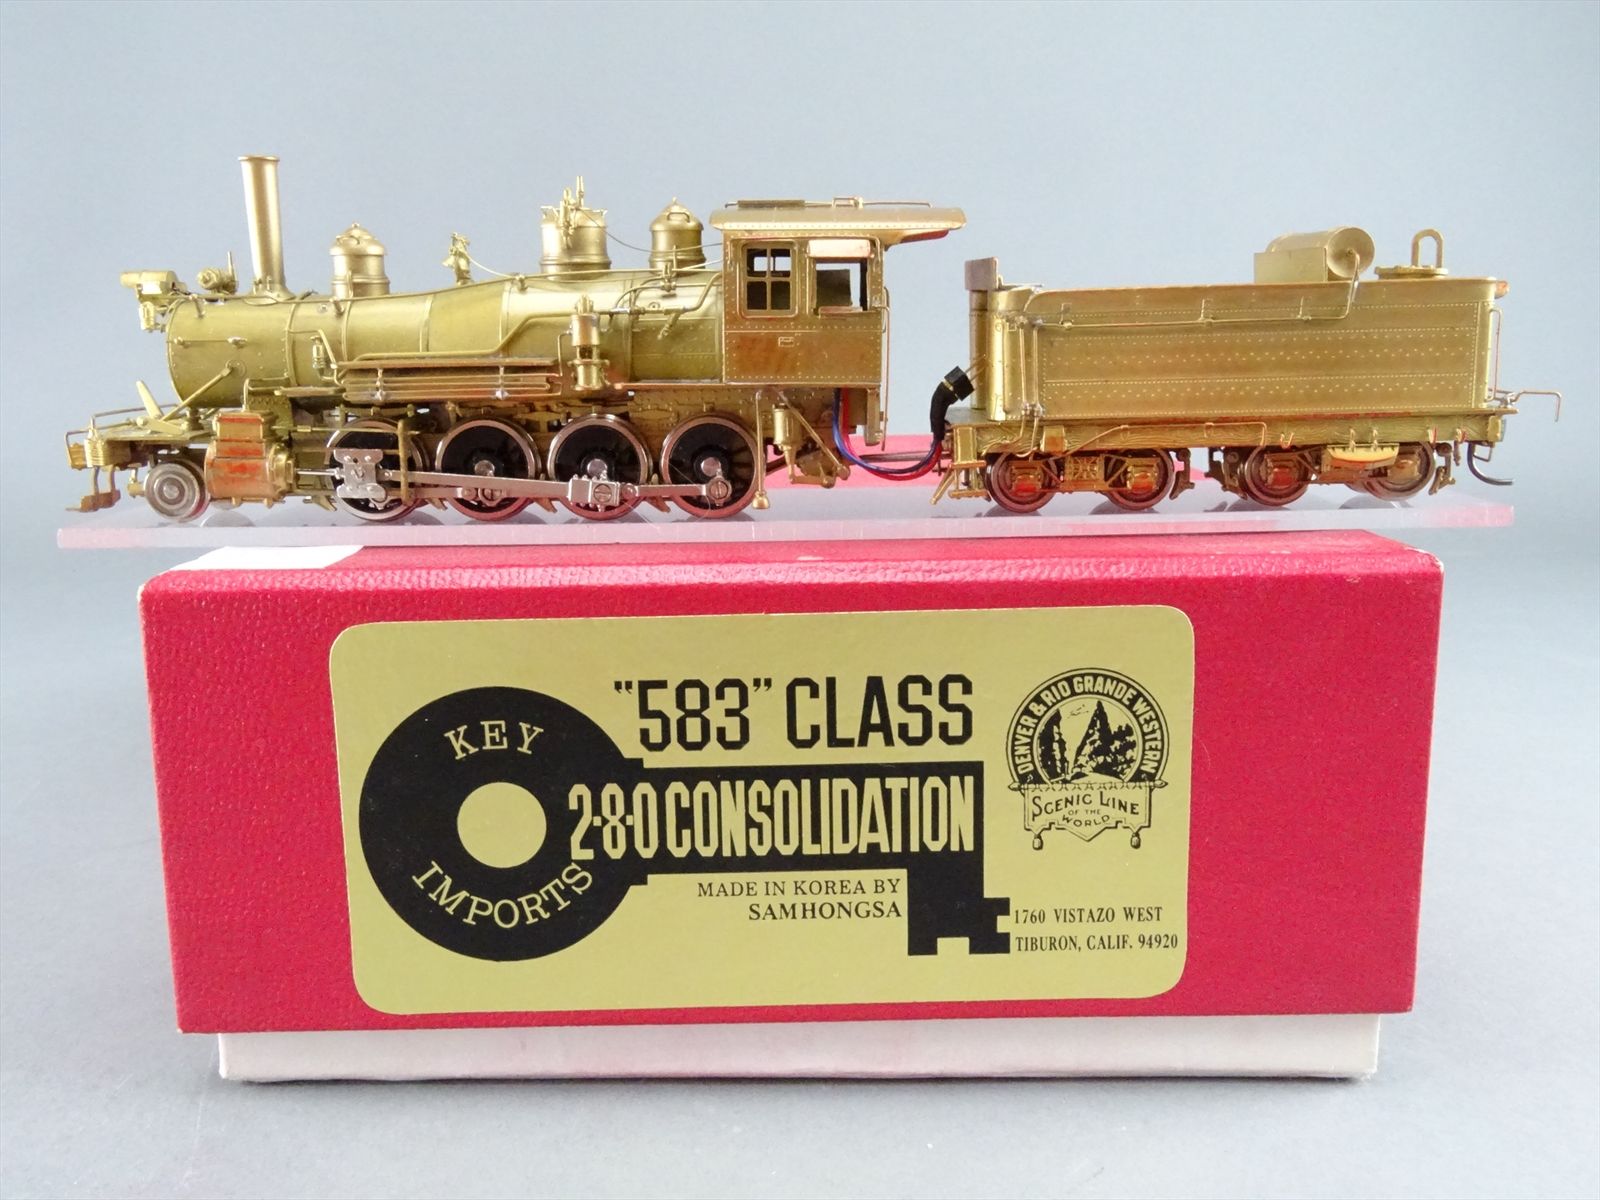 "583" CLASS
KEY
IMPORTS
2-8-0 CONSOLIDATION
MADE IN KOREA BY
SAMHONGSA
DENVER & RIO GRANDE WESTERN
SCENIC LINE
OF THE
WORLD
1760 VISTAZO WEST
TIBURON, CALIF. 94920